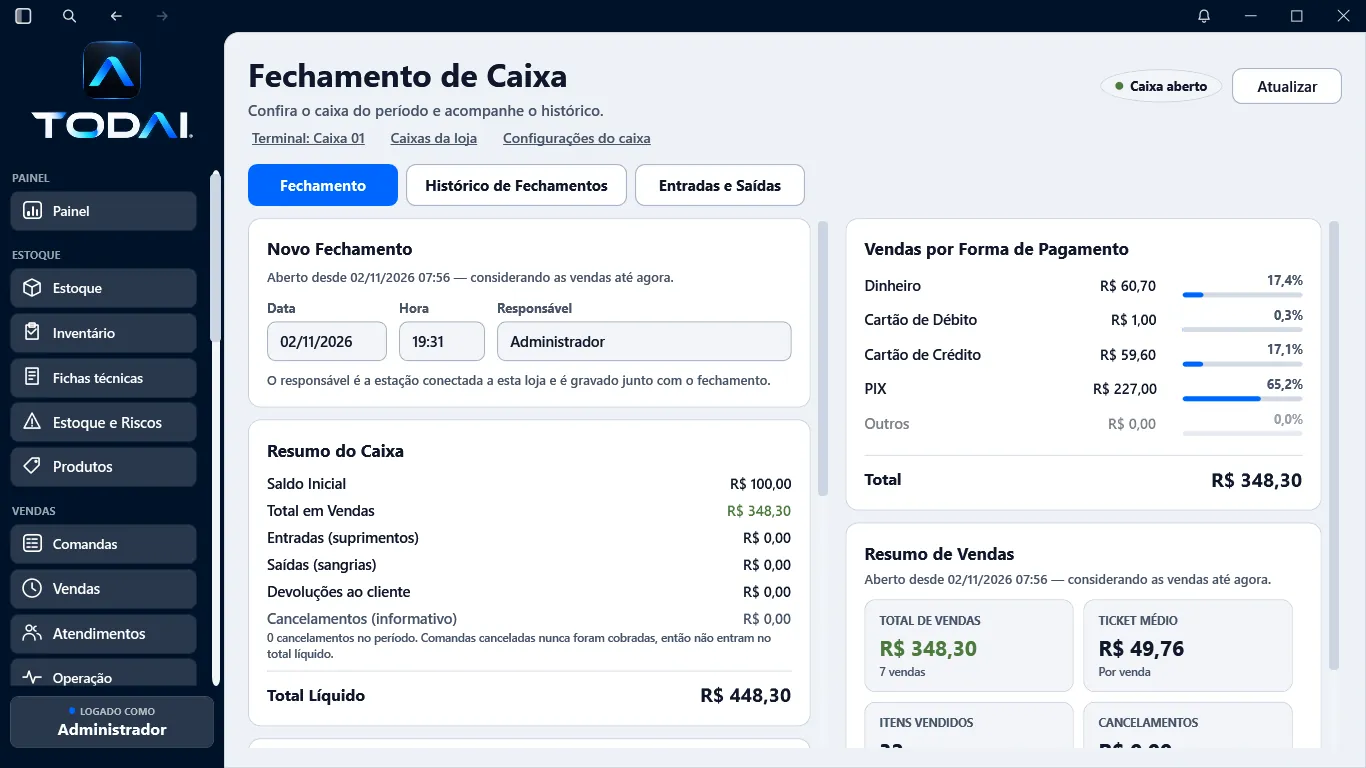 TODAI.
PAINEL
Painel
ESTOQUE
Estoque
Inventário
Fichas técnicas
Estoque e Riscos
Produtos
VENDAS
Comandas
Vendas
Atendimentos
Operação
LOGADO COMO
Administrador
Fechamento de Caixa
Confira o caixa do período e acompanhe o histórico.
Terminal: Caixa 01 Caixas da loja Configurações do caixa
Caixa aberto
Atualizar
Fechamento Histórico de Fechamentos Entradas e Saídas
Novo Fechamento
Aberto desde 02/11/2026 07:56 — considerando as vendas até agora.
Data Hora Responsável
02/11/2026 19:31 Administrador
O responsável é a estação conectada a esta loja e é gravado junto com o fechamento.
Resumo do Caixa
Saldo Inicial R$ 100,00
Total em Vendas R$ 348,30
Entradas (suprimentos) R$ 0,00
Saídas (sangrias) R$ 0,00
Devoluções ao cliente R$ 0,00
Cancelamentos (informativo) R$ 0,00
0 cancelamentos no período. Comandas canceladas nunca foram cobradas, então não entram no
total líquido.
Total Líquido R$ 448,30
Vendas por Forma de Pagamento
Dinheiro R$ 60,70 17,4%
Cartão de Débito R$ 1,00 0,3%
Cartão de Crédito R$ 59,60 17,1%
PIX R$ 227,00 65,2%
Outros R$ 0,00 0,0%
Total R$ 348,30
Resumo de Vendas
Aberto desde 02/11/2026 07:56 — considerando as vendas até agora.
TOTAL DE VENDAS
R$ 348,30
7 vendas
TICKET MÉDIO
R$ 49,76
Por venda
ITENS VENDIDOS
CANCELAMENTOS
R$ 0,00